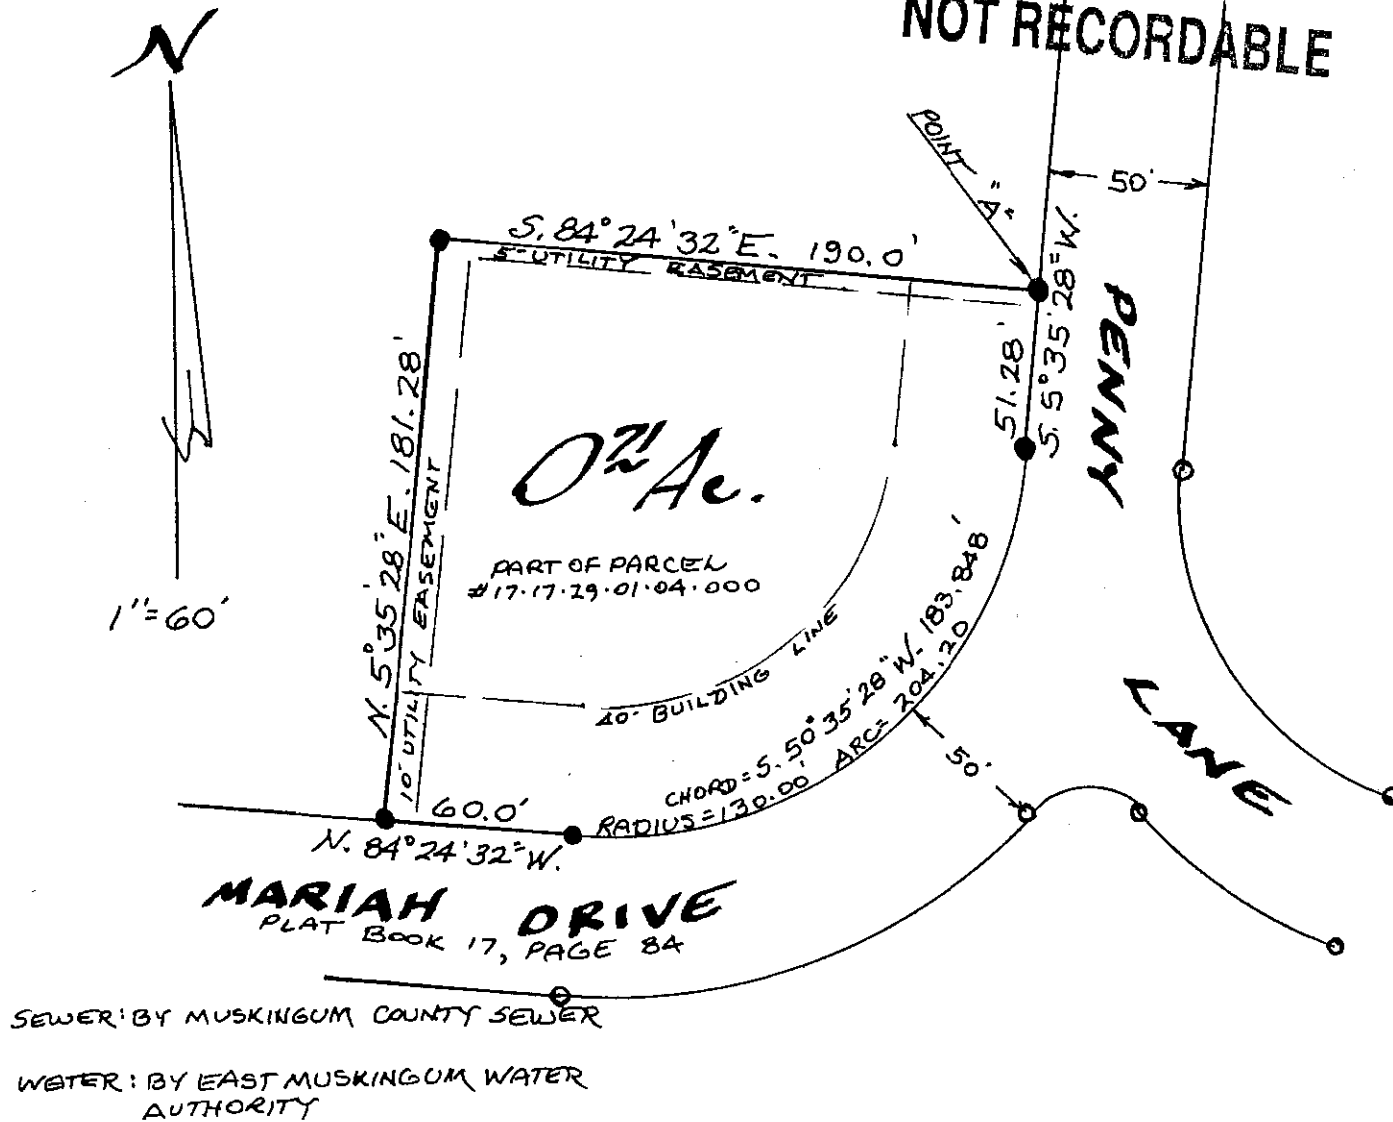 NOT RECORDABLE
N
POINT "A"
50'
S. 84° 24' 32" E. 190.0'
5' UTILITY EASEMENT
51.28'
S. 5° 35' 28" W.
PENNY
LANE
N. 5° 35' 28" E. 181.28'
10' UTILITY EASEMENT
0.71 Ac.
PART OF PARCEL
#17-17-29-01-04-000
1" = 60'
40' BUILDING LINE
CHORD = S. 50° 35' 28" W. 183.848'
RADIUS = 130.00' ARC = 204.20
50'
60.0'
N. 84° 24' 32" W.
MARIAH DRIVE
PLAT BOOK 17, PAGE 84
SEWER: BY MUSKINGUM COUNTY SEWER
WATER: BY EAST MUSKINGUM WATER
AUTHORITY